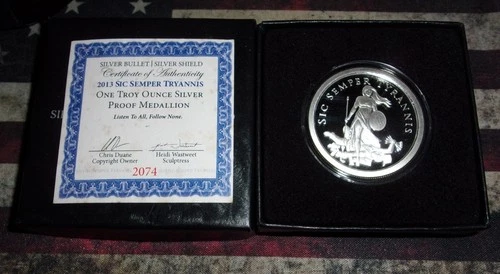 SILVER BULLET | SILVER SHIELD
Certificate of Authenticity
2013 SIC SEMPER TRYANNIS
ONE TROY OUNCE SILVER
PROOF MEDALLION
Listen To All, Follow None.
Chris Duane
Heidi Wastweet
Copyright Owner
Sculptress
2074
SIC SEMPER TYRANNIS